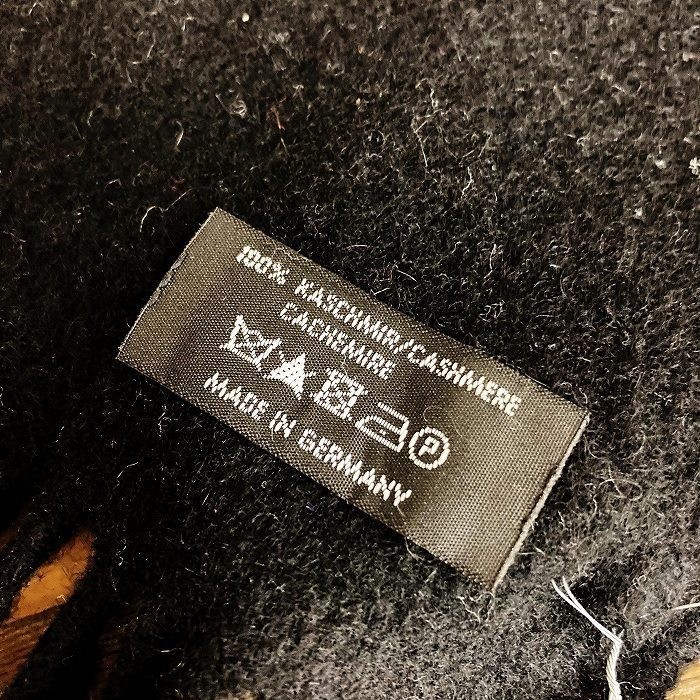 100% KASCHMIR/CASHMERE
CACHEMIRE
P
MADE IN GERMANY